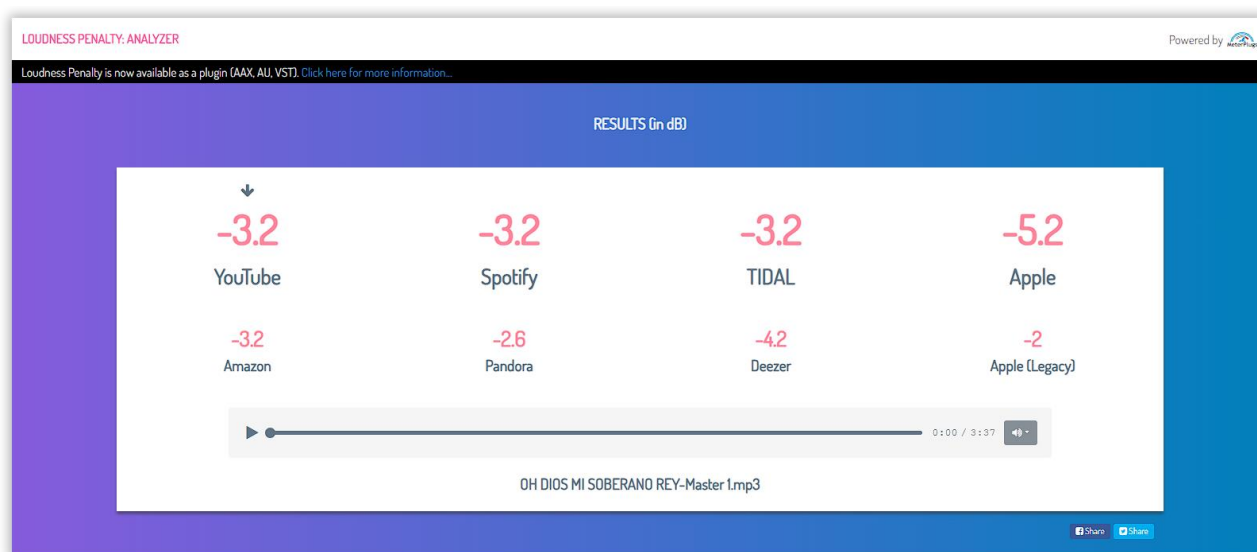 LOUDNESS PENALTY: ANALYZER
Powered by MeterPlugs
Loudness Penalty is now available as a plugin (AAX, AU, VST). Click here for more information...
RESULTS (in dB)
-3.2 -3.2 -3.2 -5.2
YouTube Spotify TIDAL Apple
-3.2 -2.6 -4.2 -2
Amazon Pandora Deezer Apple (Legacy)
0:00 / 3:37
OH DIOS MI SOBERANO REY-Master 1.mp3
Share Share